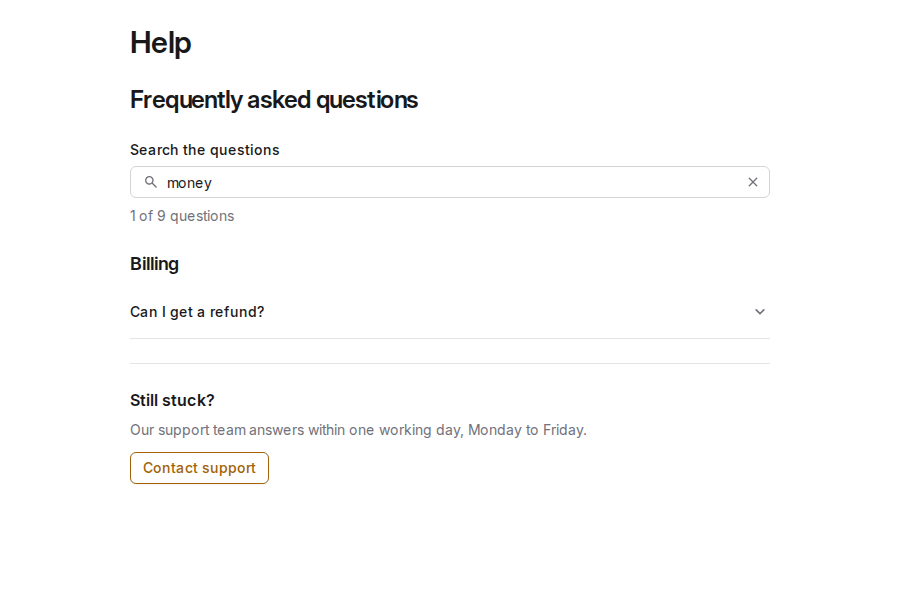 Help
Frequently asked questions
Search the questions
money
1 of 9 questions
Billing
Can I get a refund?
Still stuck?
Our support team answers within one working day, Monday to Friday.
Contact support